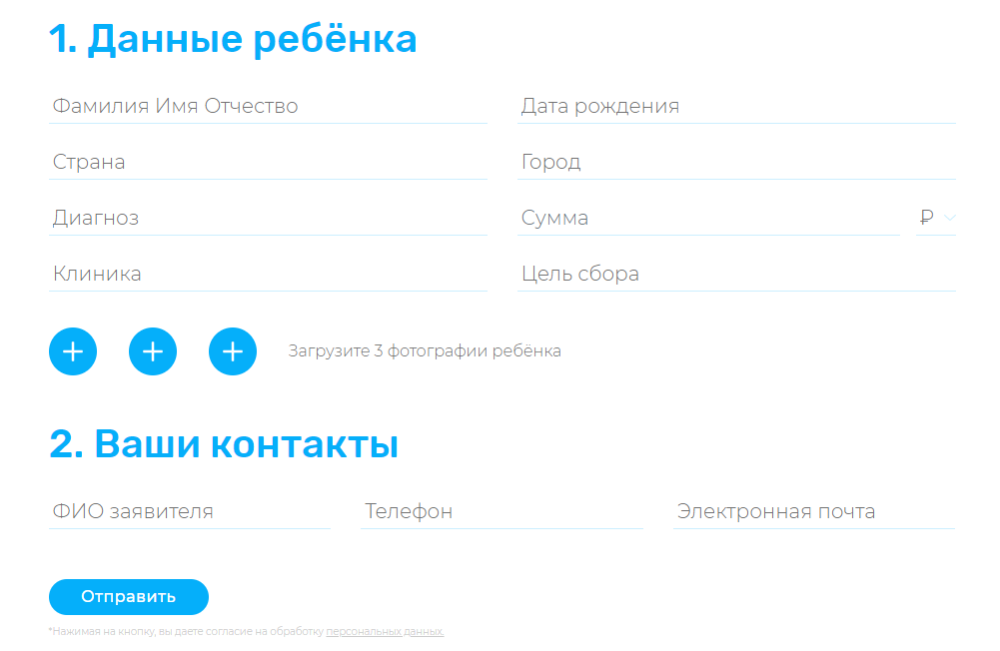 1. Данные ребёнка
Фамилия Имя Отчество
Дата рождения
Страна
Город
Диагноз
Сумма
₽
Клиника
Цель сбора
Загрузите 3 фотографии ребёнка
2. Ваши контакты
ФИО заявителя
Телефон
Электронная почта
Отправить
*Нажимая на кнопку, вы даете согласие на обработку персональных данных.